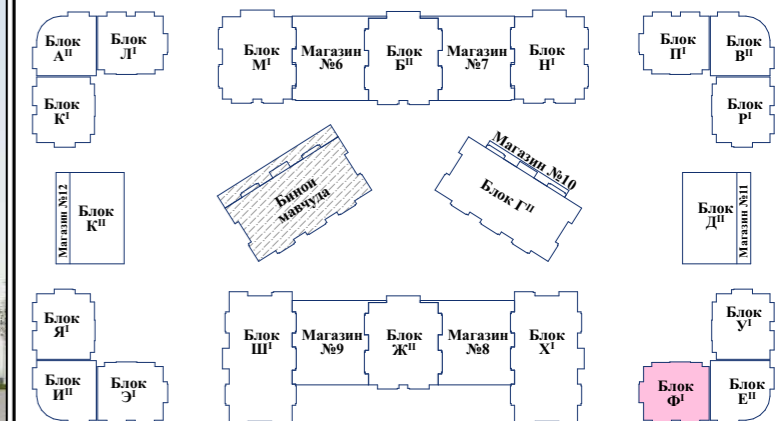 Блок
Aᴵᴵ
Блок
Лᴵ
Блок
Мᴵ
Магазин
№6
Блок
Бᴵᴵ
Магазин
№7
Блок
Нᴵ
Блок
Пᴵ
Блок
Вᴵᴵ
Блок
Кᴵ
Блок
Рᴵ
Магазин №12
Блок
Кᴵᴵ
Бинои
мавчуда
Магазин №10
Блок Гᴵᴵ
Блок
Дᴵᴵ
Магазин №11
Блок
Яᴵ
Блок
Шᴵ
Магазин
№9
Блок
Жᴵᴵ
Магазин
№8
Блок
Хᴵ
Блок
Уᴵ
Блок
Иᴵᴵ
Блок
Эᴵ
Блок
Фᴵ
Блок
Еᴵᴵ